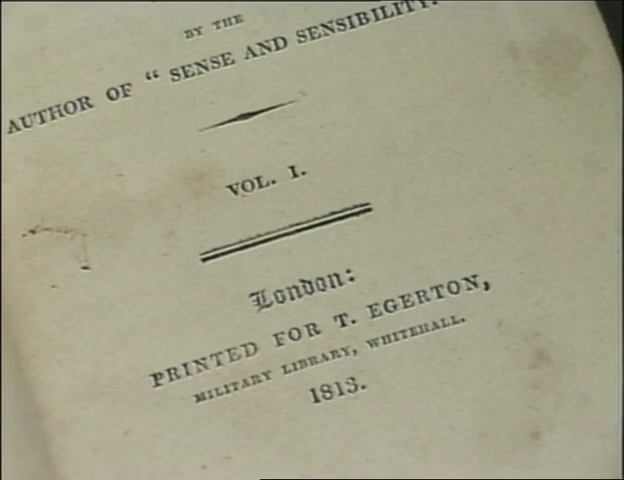 BY THE
AUTHOR OF “ SENSE AND SENSIBILITY.
VOL. I.
London:
PRINTED FOR T. EGERTON,
MILITARY LIBRARY, WHITEHALL.
1813.